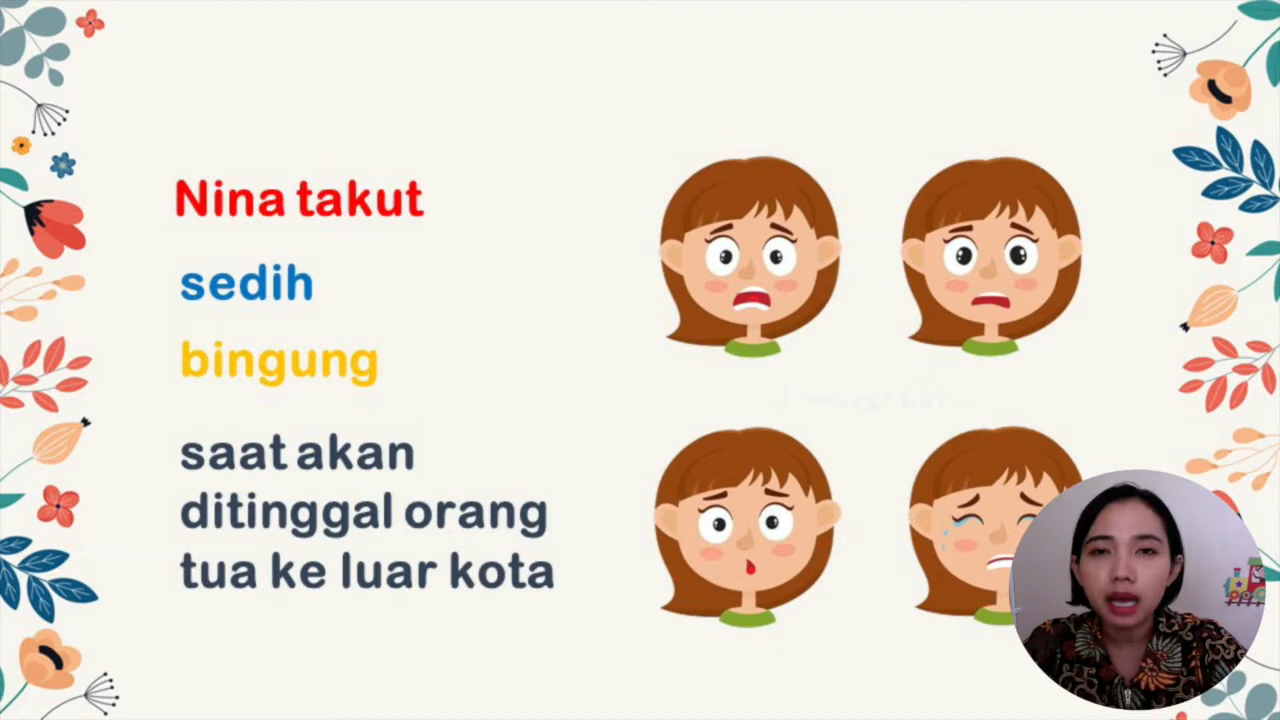 Nina takut
sedih
bingung
saat akan
ditinggal orang
tua ke luar kota